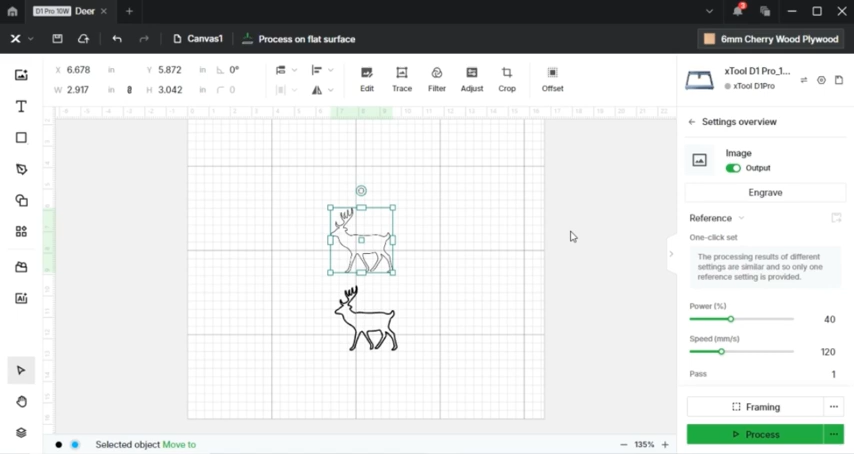 D1 Pro 10W Deer
3
Canvas1
Process on flat surface
6mm Cherry Wood Plywood
X 6.678 in Y 5.872 in 0°
W 2.917 in H 3.042 in 0
Edit Trace Filter Adjust Crop Offset
xTool D1 Pro_1...
xTool D1Pro
Settings overview
Image
Output
Engrave
Reference
One-click set
The processing results of different
settings are similar and so only one
reference setting is provided.
Power (%)
40
Speed (mm/s)
120
Pass 1
Framing
Process
Selected object Move to
135%